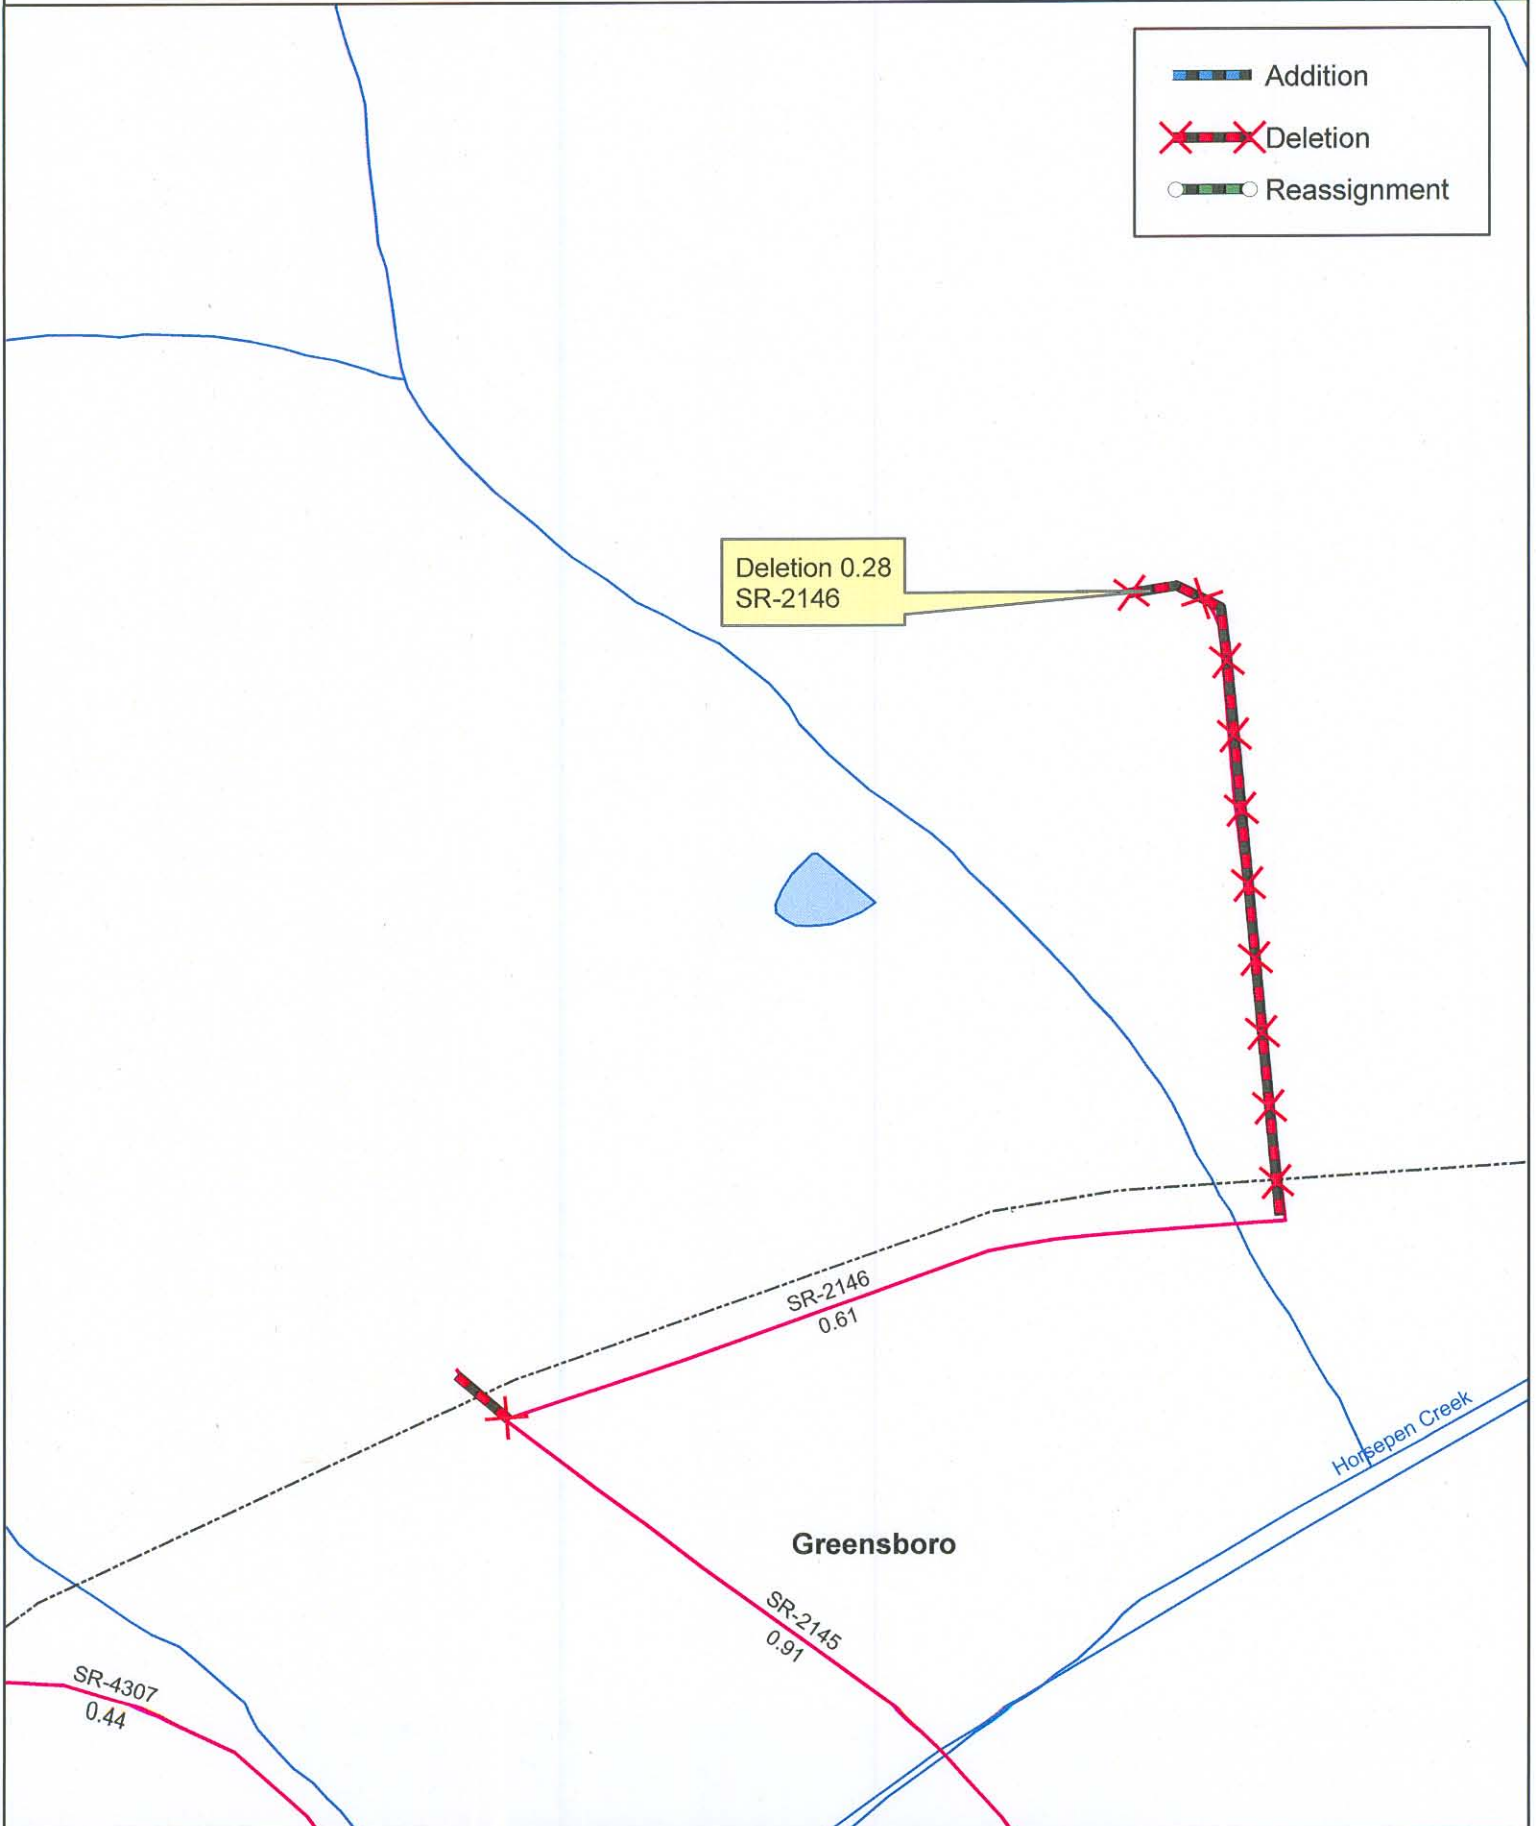 Addition
Deletion
Reassignment
Deletion 0.28
SR-2146
SR-2146
0.61
Horsepen Creek
Greensboro
SR-2145
0.91
SR-4307
0.44